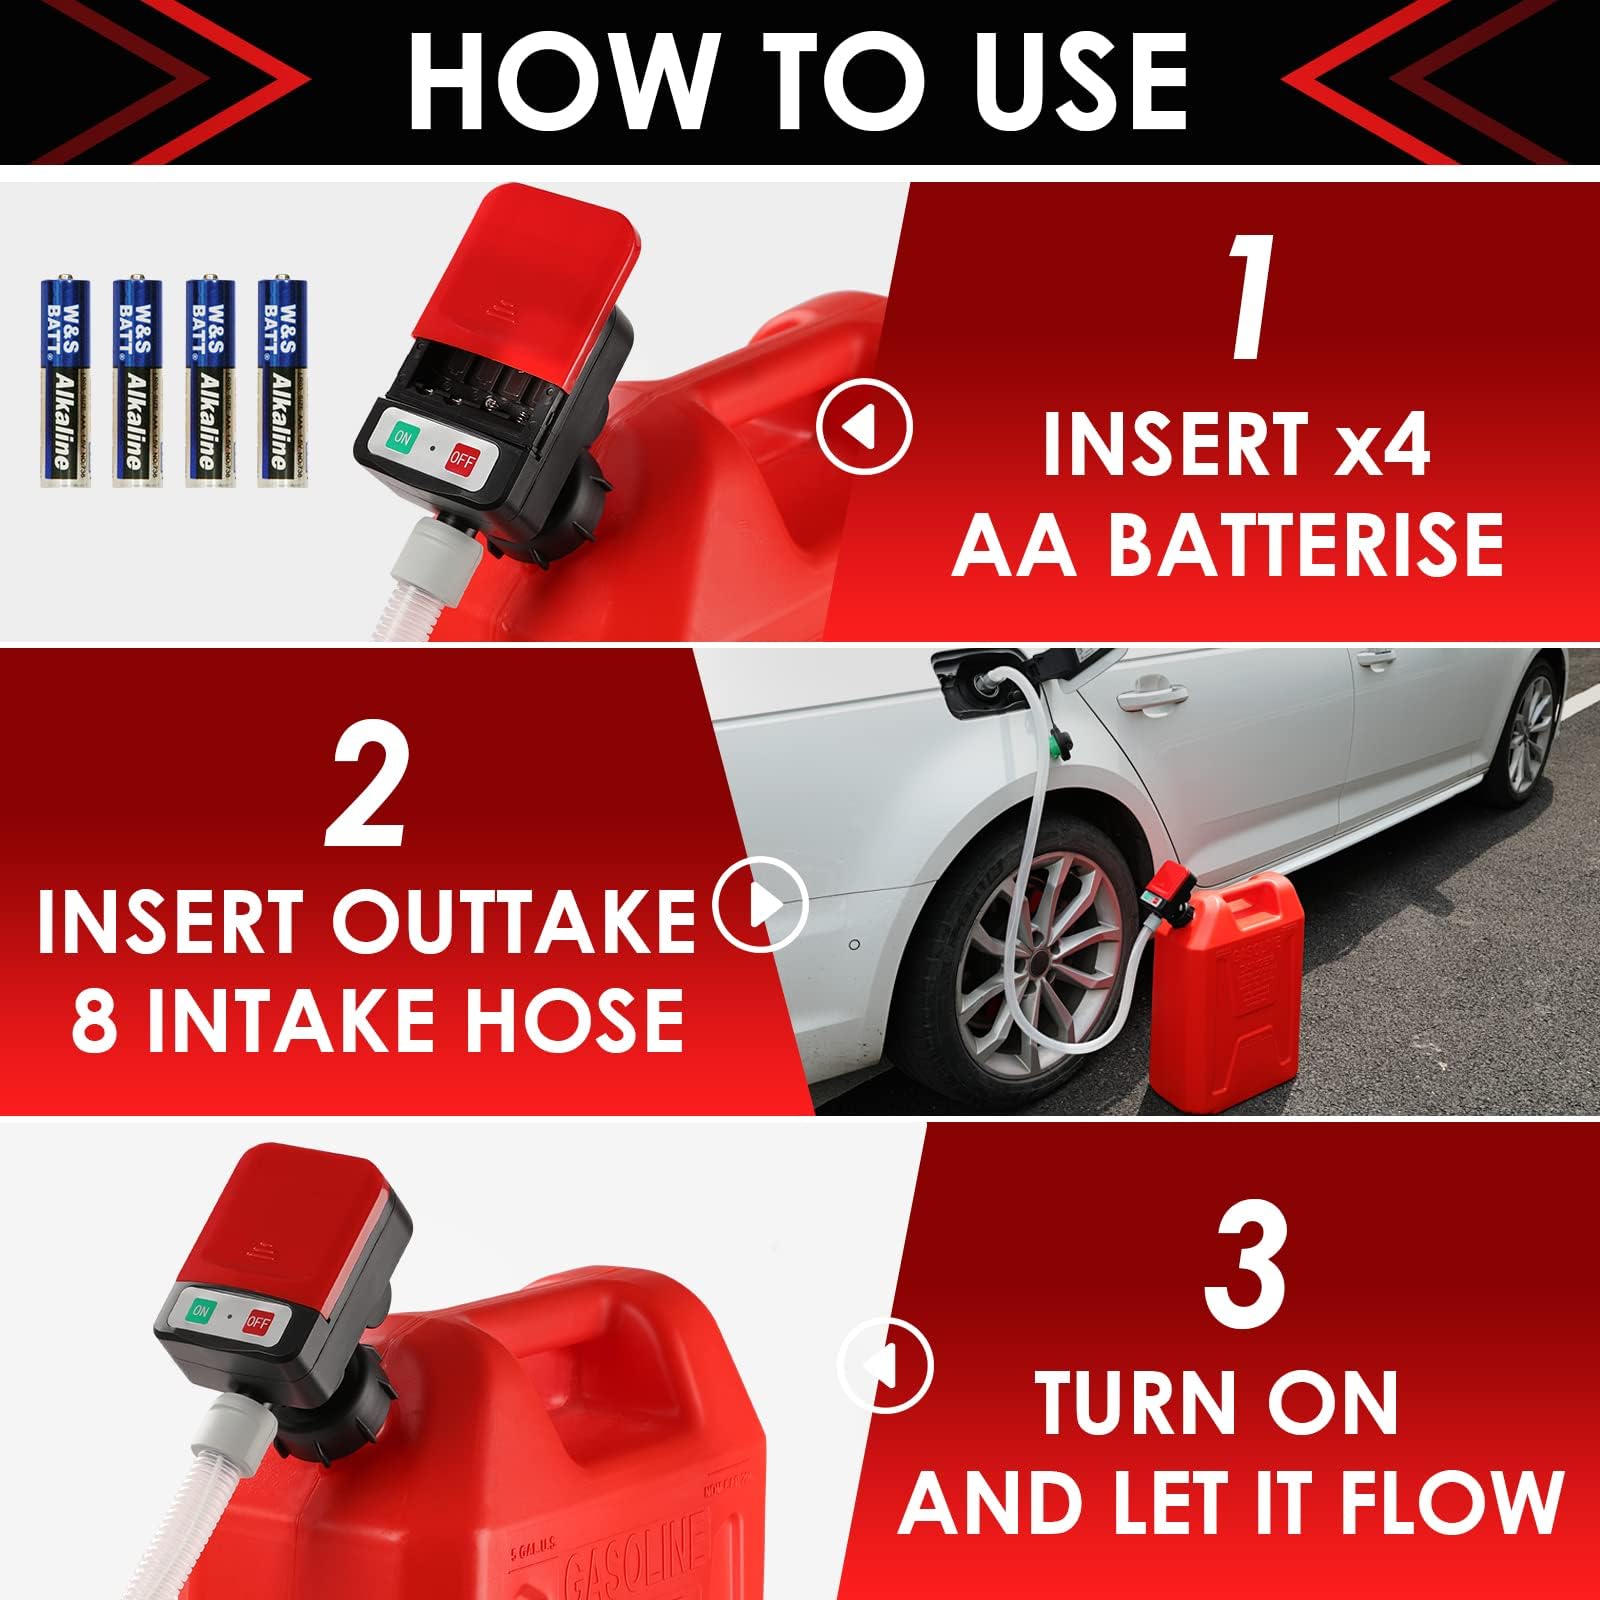 HOW TO USE
W&S BATT.® Alkaline
W&S BATT.® Alkaline
W&S BATT.® Alkaline
W&S BATT.® Alkaline
ON
OFF
1
INSERT x4
AA BATTERISE
2
INSERT OUTTAKE
8 INTAKE HOSE
ON
OFF
3
TURN ON
AND LET IT FLOW
5 GAL.U.S
GASOLINE